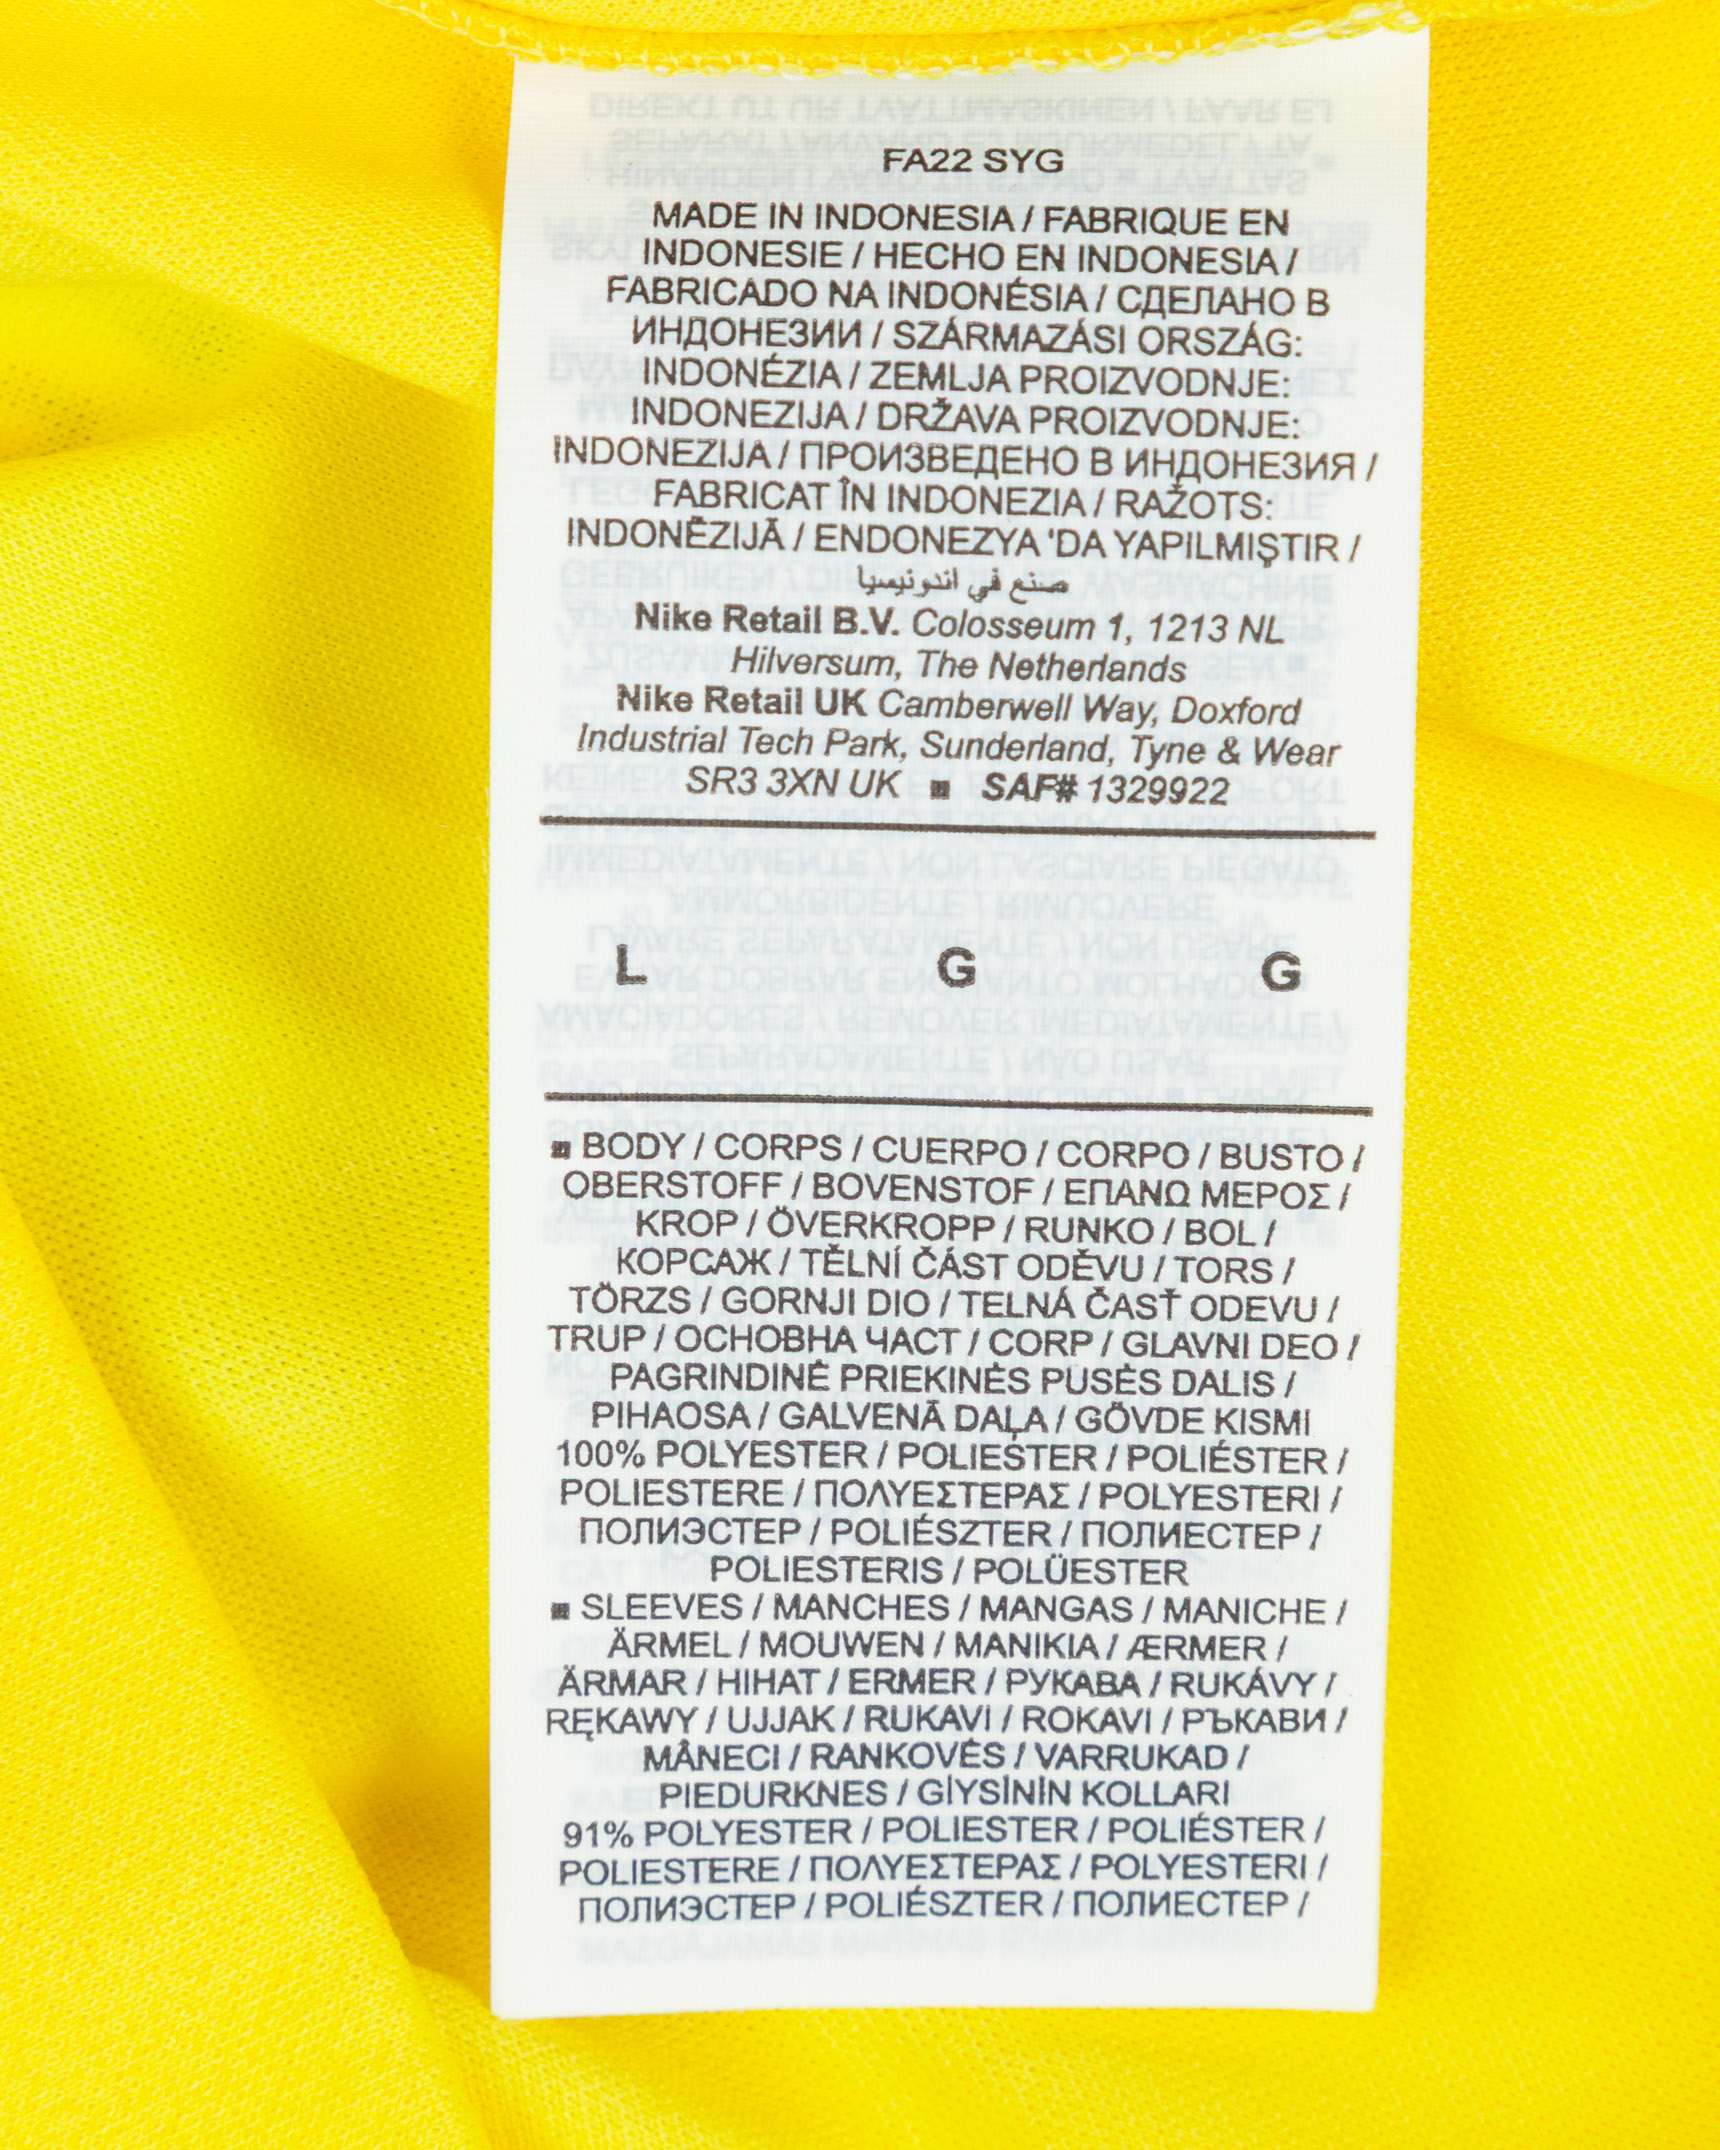 FA22 SYG
MADE IN INDONESIA / FABRIQUE EN
INDONESIE / HECHO EN INDONESIA /
FABRICADO NA INDONÉSIA / СДЕЛАНО В
ИНДОНЕЗИИ / SZÁRMAZÁSI ORSZÁG:
INDONÉZIA / ZEMLJA PROIZVODNJE:
INDONEZIJA / DRŽAVA PROIZVODNJE:
INDONEZIJA / ПРОИЗВЕДЕНО В ИНДОНЕЗИЯ /
FABRICAT ÎN INDONEZIA / RAŽOTS:
INDONĒZIJĀ / ENDONEZYA 'DA YAPILMIŞTIR /
صنع في اندونيسيا
Nike Retail B.V. Colosseum 1, 1213 NL
Hilversum, The Netherlands
Nike Retail UK Camberwell Way, Doxford
Industrial Tech Park, Sunderland, Tyne & Wear
SR3 3XN UK ■ SAF# 1329922
L G G
■ BODY / CORPS / CUERPO / CORPO / BUSTO /
OBERSTOFF / BOVENSTOF / ΕΠΑΝΩ ΜΕΡΟΣ /
KROP / ÖVERKROPP / RUNKO / BOL /
КОРСАЖ / TĚLNÍ ČÁST ODĚVU / TORS /
TÖRZS / GORNJI DIO / TELNÁ ČASŤ ODEVU /
TRUP / ОСНОВНА ЧАСТ / CORP / GLAVNI DEO /
PAGRINDINĖ PRIEKINĖS PUSĖS DALIS /
PIHAOSA / GALVENĀ DAĻA / GÖVDE KISMI
100% POLYESTER / POLIESTER / POLIÉSTER /
POLIESTERE / ΠΟΛΥΕΣΤΕΡΑΣ / POLYESTERI /
ПОЛИЭСТЕР / POLIÉSZTER / ПОЛИЕСТЕР /
POLIESTERIS / POLÜESTER
■ SLEEVES / MANCHES / MANGAS / MANICHE /
ÄRMEL / MOUWEN / ΜΑΝΙΚΙΑ / ÆRMER /
ÄRMAR / HIHAT / ERMER / РУКАВА / RUKÁVY /
RĘKAWY / UJJAK / RUKAVI / ROKAVI / РЪКАВИ /
MÂNECI / RANKOVĖS / VARRUKAD /
PIEDURKNES / GİYSİNİN KOLLARI
91% POLYESTER / POLIESTER / POLIÉSTER /
POLIESTERE / ΠΟΛΥΕΣΤΕΡΑΣ / POLYESTERI /
ПОЛИЭСТЕР / POLIÉSZTER / ПОЛИЕСТЕР /